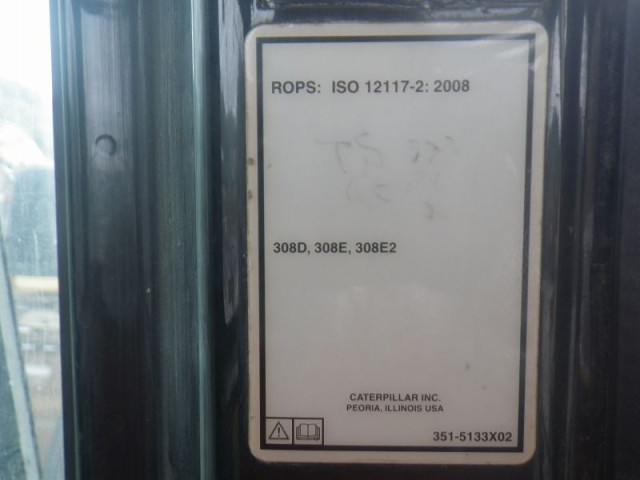 ROPS: ISO 12117-2: 2008
308D, 308E, 308E2
CATERPILLAR INC.
PEORIA, ILLINOIS USA
351-5133X02